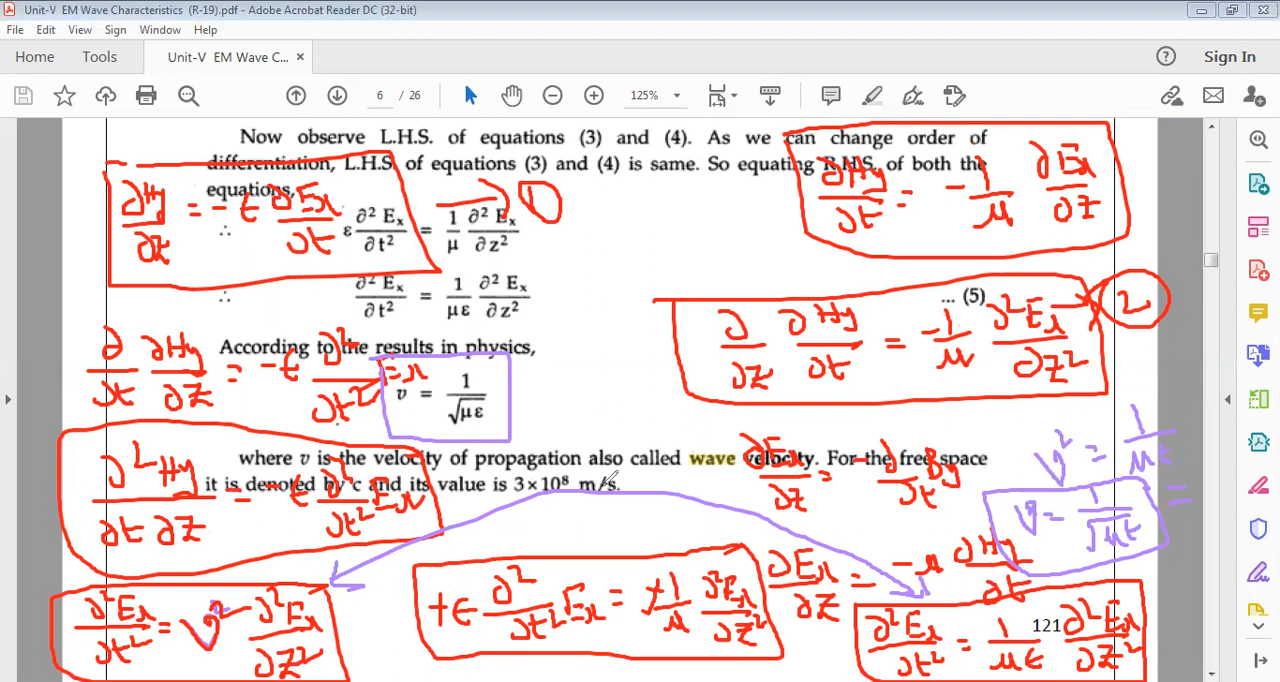 Unit-V EM Wave Characteristics (R-19).pdf - Adobe Acrobat Reader DC (32-bit)
File Edit View Sign Window Help
Home Tools Unit-V EM Wave C... × Sign In
6 / 26 125%
Now observe L.H.S. of equations (3) and (4). As we can change order of
differentiation, L.H.S. of equations (3) and (4) is same. So equating R.H.S. of both the
equations,
∂Hy/∂z = -ε ∂Ex/∂t
→ 1
∂Hy/∂t = -1/μ ∂Ex/∂z
∴ ε ∂² Eₓ/∂ t² = 1/μ ∂² Eₓ/∂ z²
∴ ∂² Eₓ/∂ t² = 1/με ∂² Eₓ/∂ z² ... (5)
∂/∂z ∂Hy/∂t = -1/μ ∂²Ex/∂z² → 2
According to the results in physics,
∂/∂t ∂Hy/∂z = -ε ∂²/∂t² Ex
v = 1/√με
where v is the velocity of propagation also called wave velocity. For the free space
it is denoted by c and its value is 3×10⁸ m/s.
∂²Hy/∂t ∂z = -ε ∂²/∂t² Ex
∂Ex/∂z = -∂/∂t By
v² = 1/με =
v = 1/√με
∂Ex/∂z = -μ ∂Hy/∂t
∂²Ex/∂t² = v² ∂²Ex/∂z²
+ε ∂²/∂t² Ex = +1/μ ∂²Ex/∂z²
∂²Ex/∂t² = 1/με ∂²Ex/∂z²
121